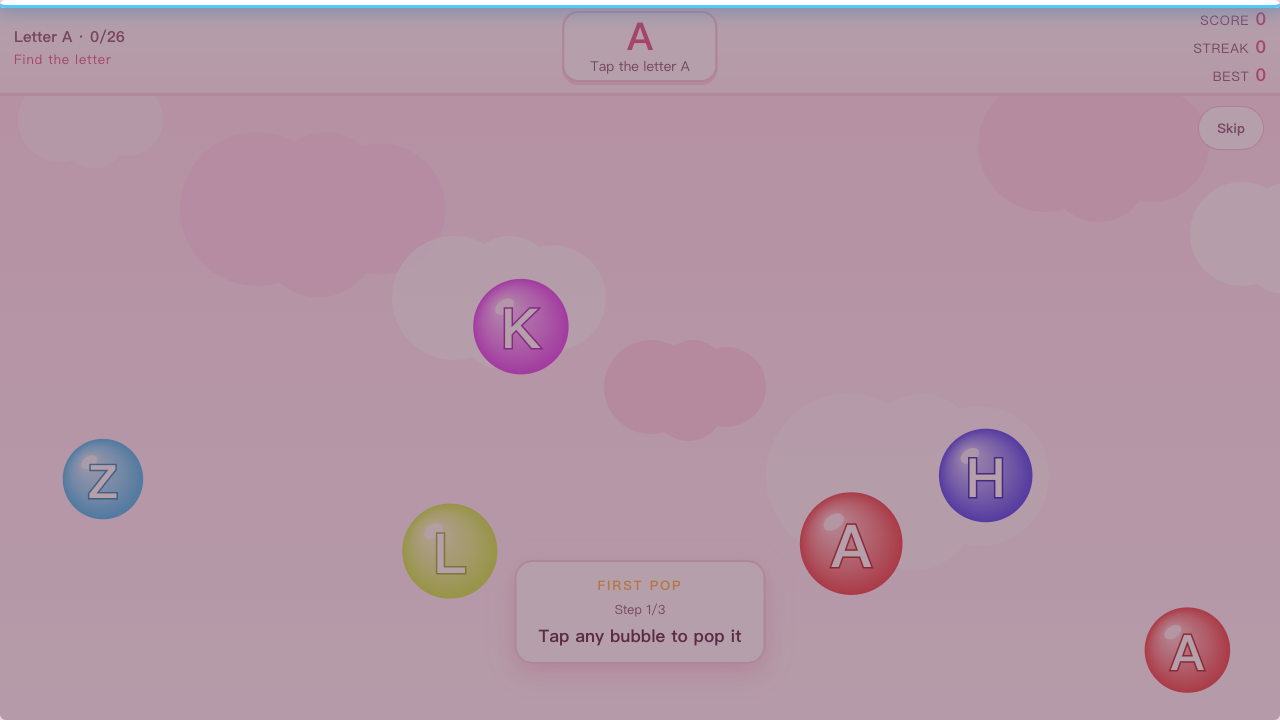 Letter A · 0/26
Find the letter
A
Tap the letter A
SCORE 0
STREAK 0
BEST 0
Skip
K
Z
H
L
A
FIRST POP
Step 1/3
Tap any bubble to pop it
A